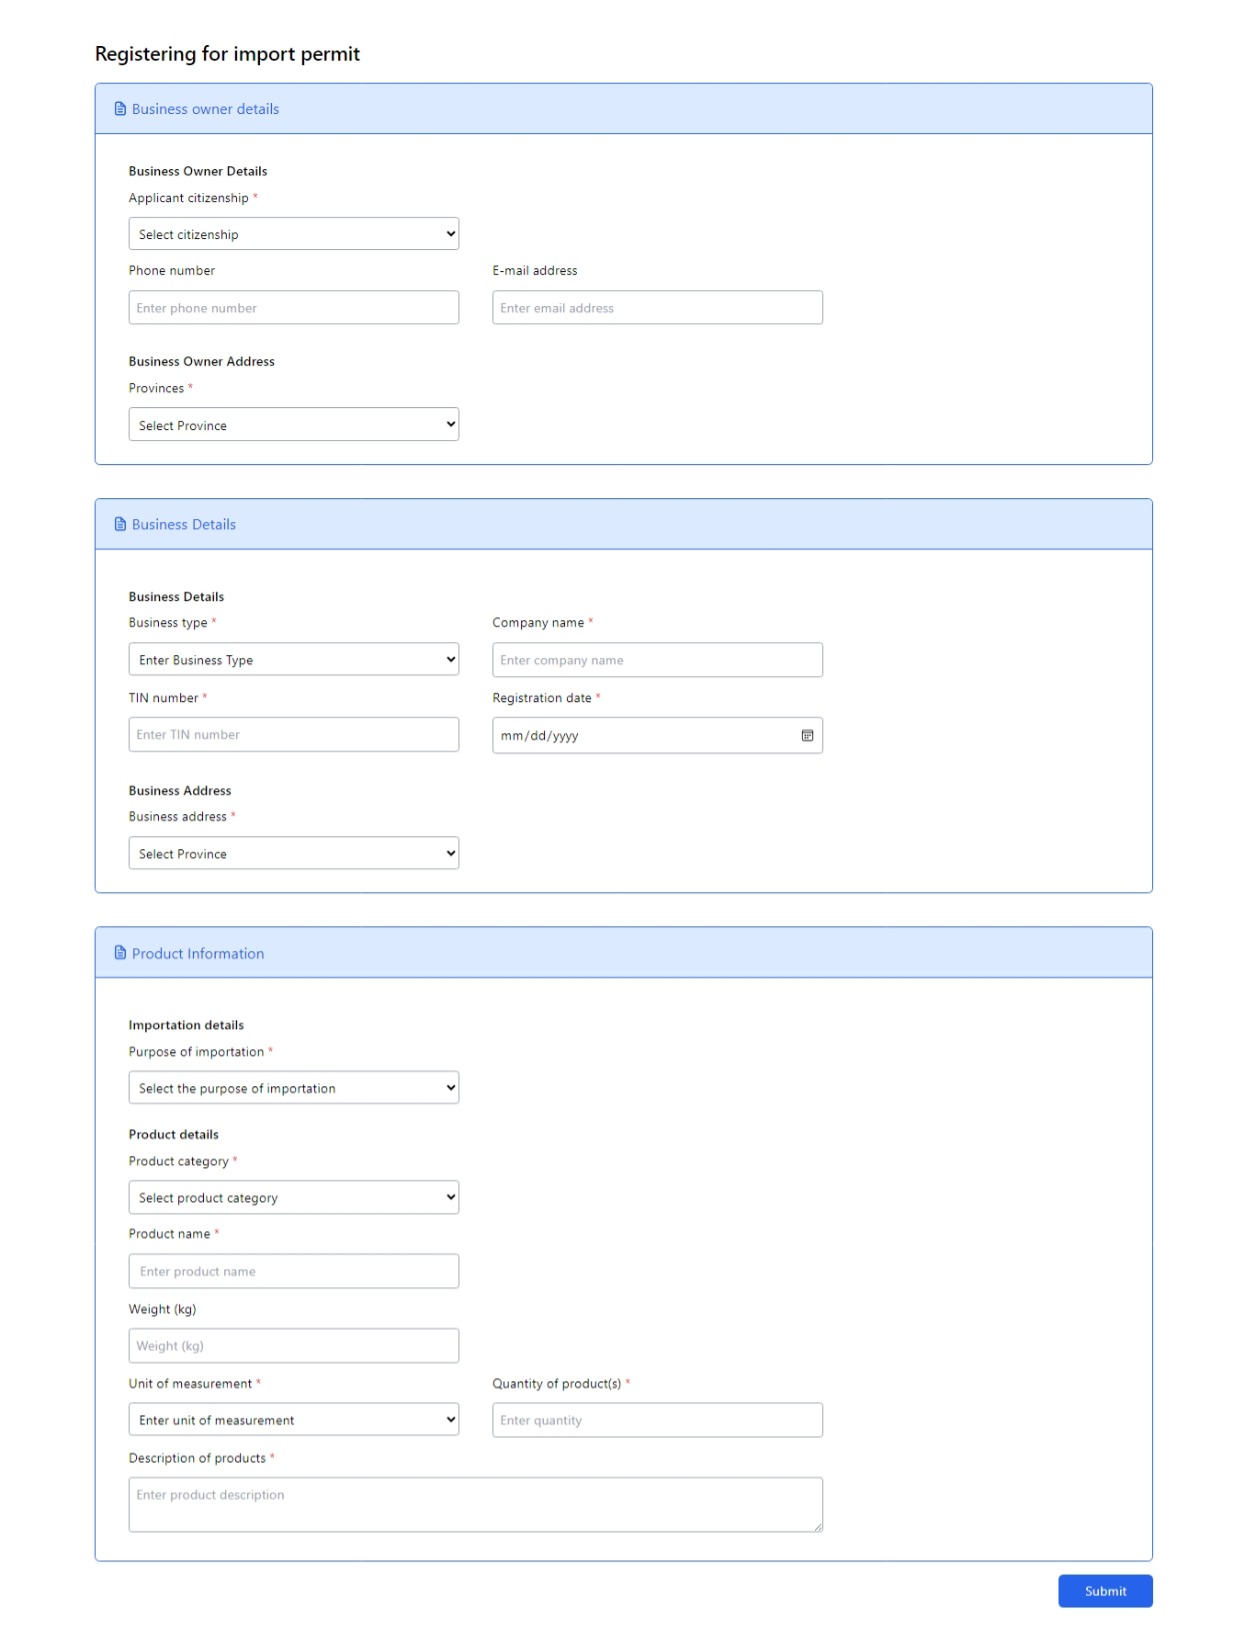 Registering for import permit
Business owner details
Business Owner Details
Applicant citizenship *
Select citizenship
Phone number
E-mail address
Enter phone number
Enter email address
Business Owner Address
Provinces *
Select Province
Business Details
Business Details
Business type *
Company name *
Enter Business Type
Enter company name
TIN number *
Registration date *
Enter TIN number
mm/dd/yyyy
Business Address
Business address *
Select Province
Product Information
Importation details
Purpose of importation *
Select the purpose of importation
Product details
Product category *
Select product category
Product name *
Enter product name
Weight (kg)
Weight (kg)
Unit of measurement *
Quantity of product(s) *
Enter unit of measurement
Enter quantity
Description of products *
Enter product description
Submit